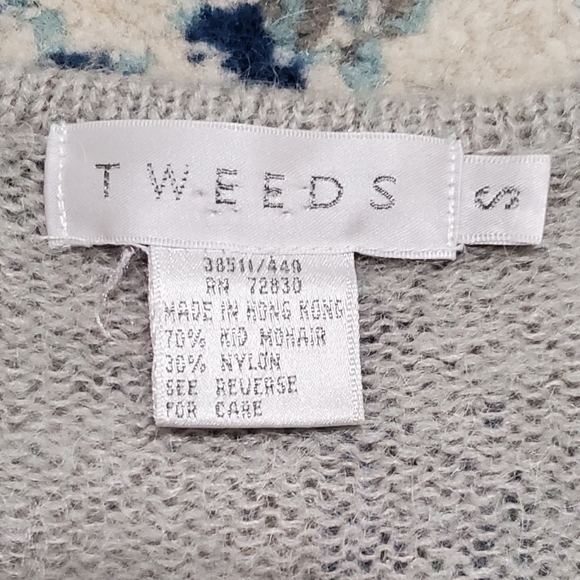 TWEEDS
S
38511/440
RN 72830
MADE IN HONG KONG
70% KID MOHAIR
30% NYLON
SEE REVERSE
FOR CARE